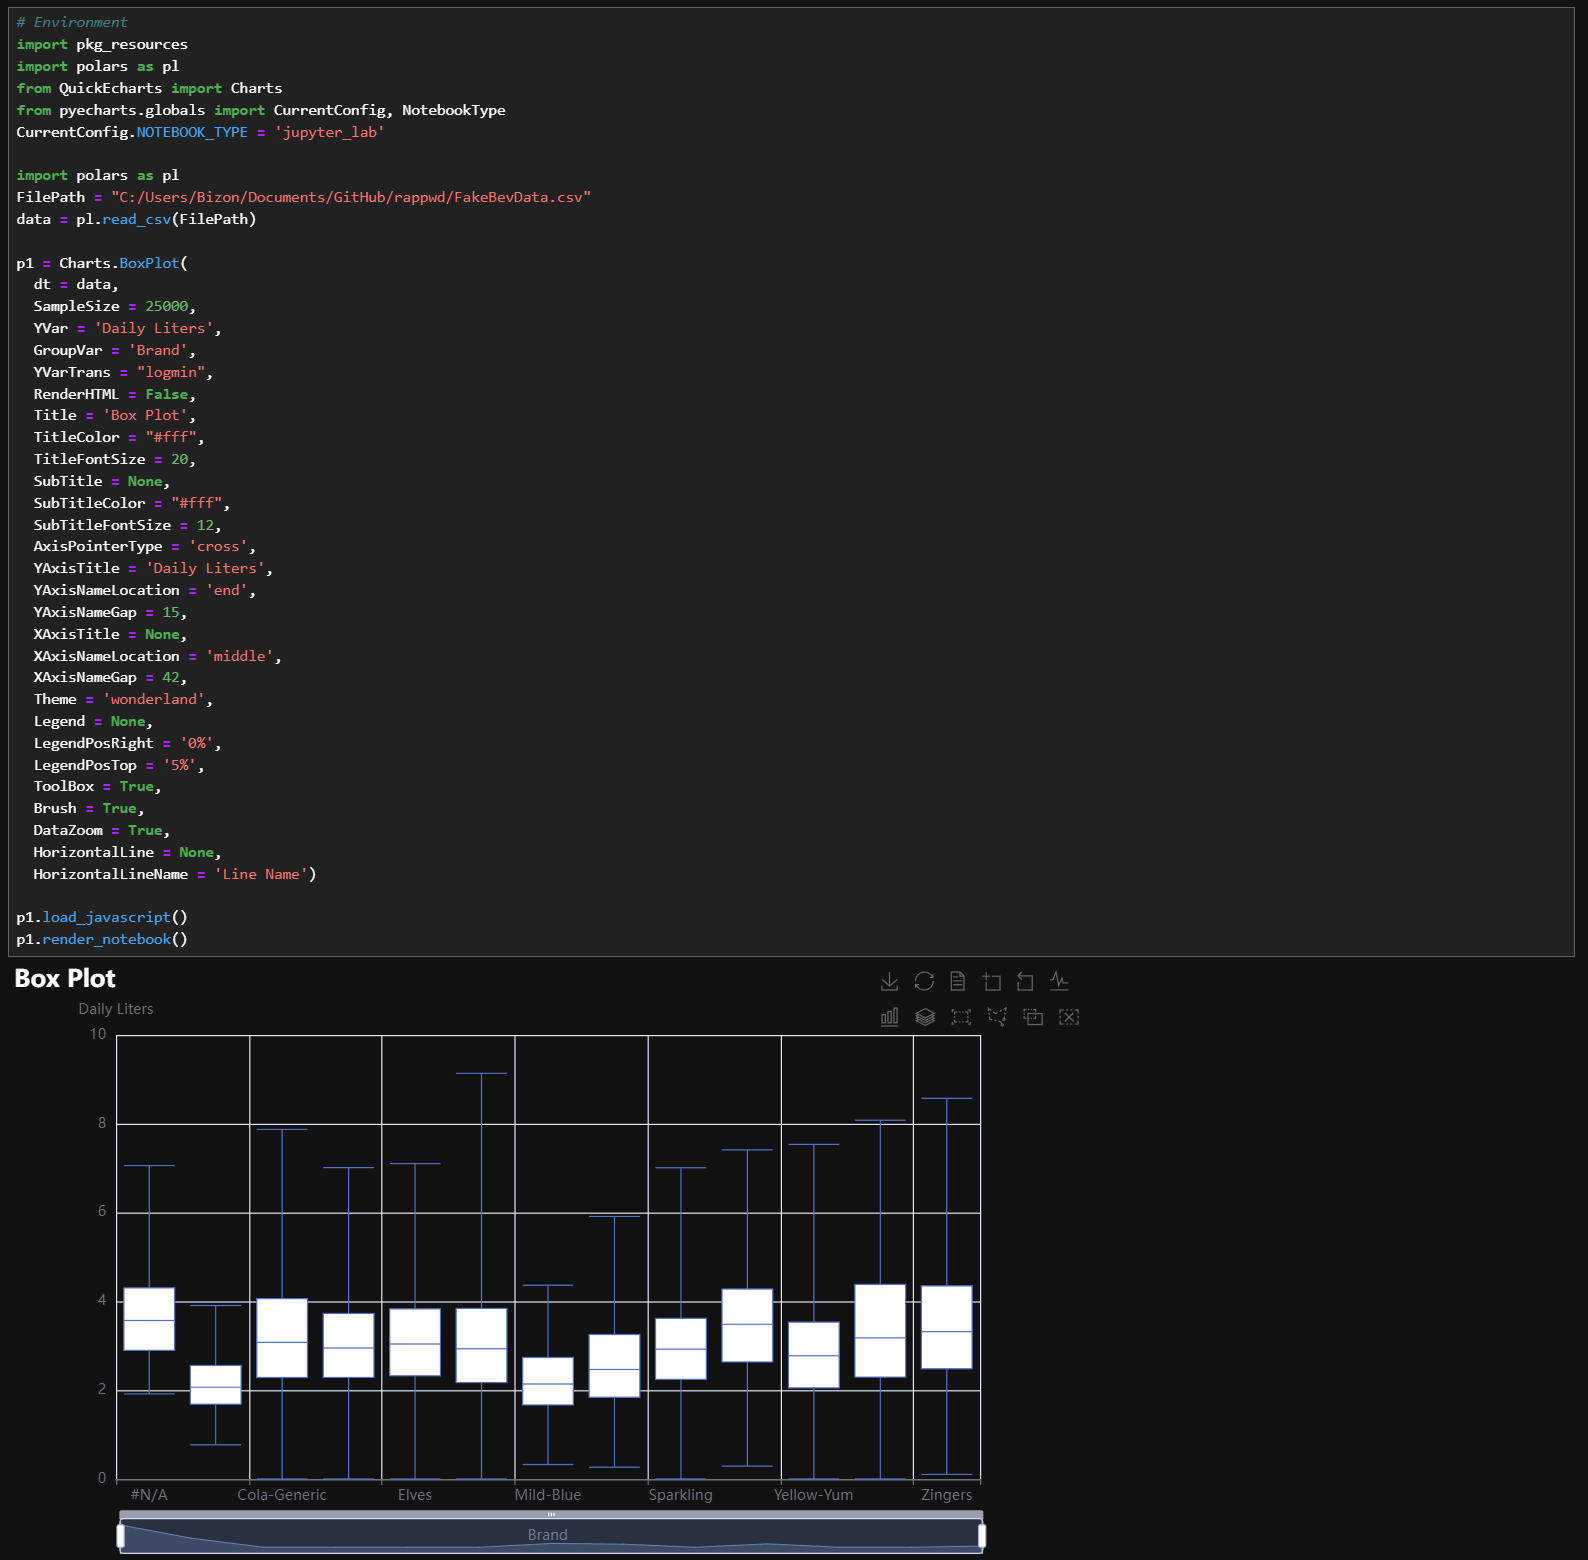 # Environment
import pkg_resources
import polars as pl
from QuickEcharts import Charts
from pyecharts.globals import CurrentConfig, NotebookType
CurrentConfig.NOTEBOOK_TYPE = 'jupyter_lab'
import polars as pl
FilePath = "C:/Users/Bizon/Documents/GitHub/rappwd/FakeBevData.csv"
data = pl.read_csv(FilePath)
p1 = Charts.BoxPlot(
dt = data,
SampleSize = 25000,
YVar = 'Daily Liters',
GroupVar = 'Brand',
YVarTrans = "logmin",
RenderHTML = False,
Title = 'Box Plot',
TitleColor = "#fff",
TitleFontSize = 20,
SubTitle = None,
SubTitleColor = "#fff",
SubTitleFontSize = 12,
AxisPointerType = 'cross',
YAxisTitle = 'Daily Liters',
YAxisNameLocation = 'end',
YAxisNameGap = 15,
XAxisTitle = None,
XAxisNameLocation = 'middle',
XAxisNameGap = 42,
Theme = 'wonderland',
Legend = None,
LegendPosRight = '0%',
LegendPosTop = '5%',
ToolBox = True,
Brush = True,
DataZoom = True,
HorizontalLine = None,
HorizontalLineName = 'Line Name')
p1.load_javascript()
p1.render_notebook()
Box Plot
Daily Liters
10
8
6
4
2
0
#N/A Cola-Generic Elves Mild-Blue Sparkling Yellow-Yum Zingers
Brand